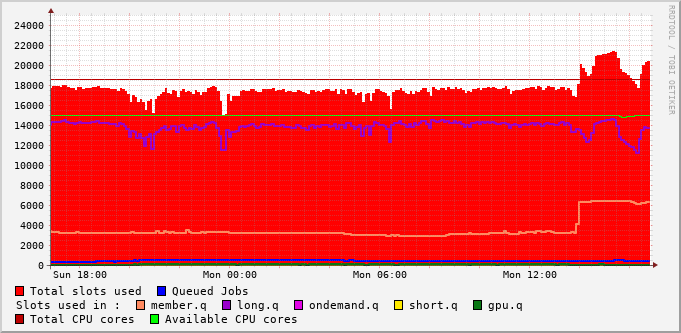 RRDTOOL / TOBI OETIKER
24000
22000
20000
18000
16000
14000
12000
10000
8000
6000
4000
2000
0
Sun 18:00 Mon 00:00 Mon 06:00 Mon 12:00
Total slots used Queued Jobs
Slots used in : member.q long.q ondemand.q short.q gpu.q
Total CPU cores Available CPU cores